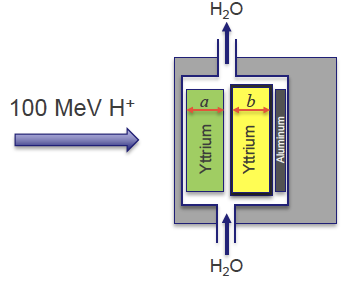 H₂O
100 MeV H⁺
a
b
Yttrium
Yttrium
Aluminum
H₂O